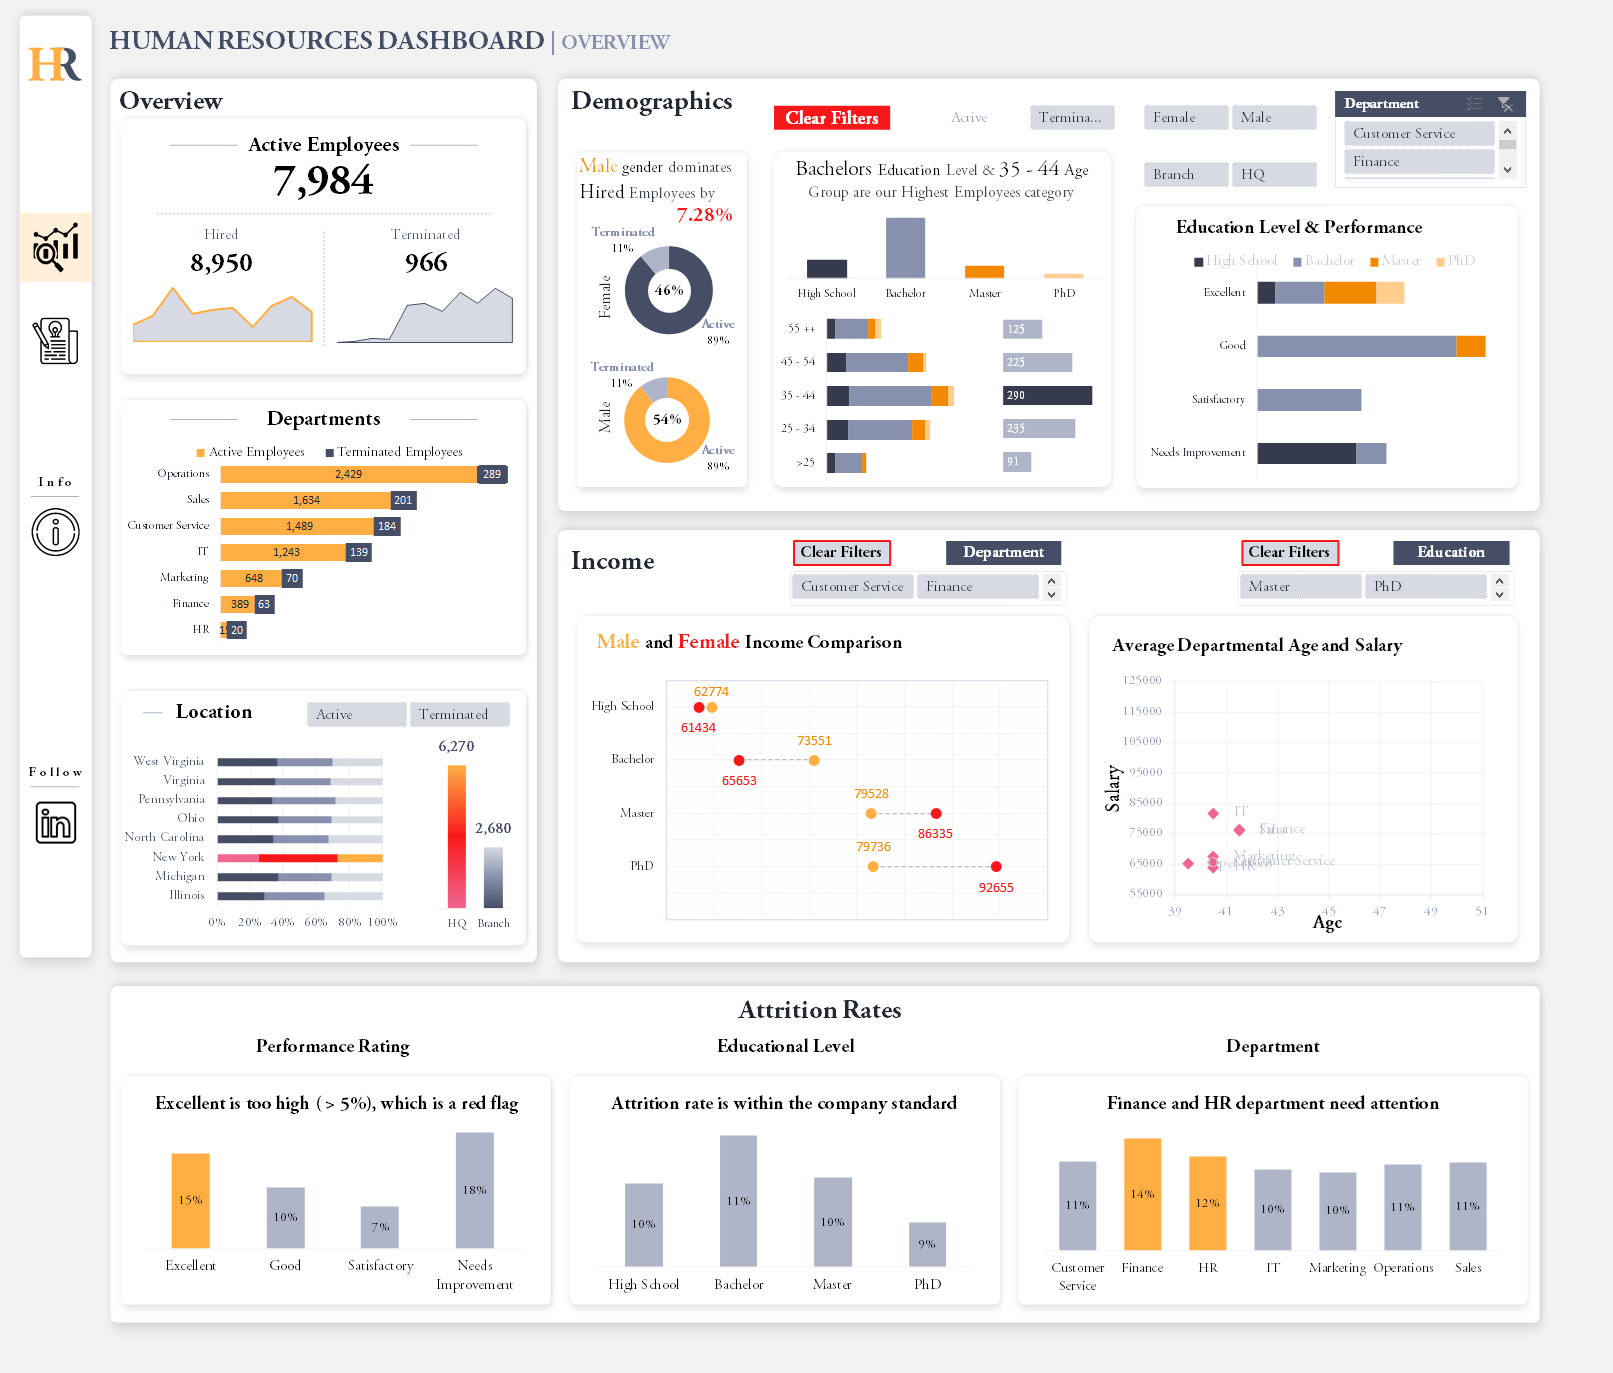 HR
HUMAN RESOURCES DASHBOARD | OVERVIEW
Info
Follow
in
Overview
Active Employees
7,984
Hired
8,950
Terminated
966
Departments
Active Employees
Terminated Employees
Operations
2,429
289
Sales
1,634
201
Customer Service
1,489
184
IT
1,243
139
Marketing
648
70
Finance
389
63
HR
20
Location
Active
Terminated
West Virginia
Virginia
Pennsylvania
Ohio
North Carolina
New York
Michigan
Illinois
0% 20% 40% 60% 80% 100%
6,270
2,680
HQ
Branch
Demographics
Clear Filters
Active
Termina...
Female
Male
Branch
HQ
Department
Customer Service
Finance
Male gender dominates
Hired Employees by
7.28%
Terminated
11%
Female
46%
Active
89%
Terminated
11%
Male
54%
Active
89%
Bachelors Education Level & 35 - 44 Age
Group are our Highest Employees category
High School
Bachelor
Master
PhD
55 ++
125
45 - 54
225
35 - 44
290
25 - 34
235
>25
91
Education Level & Performance
High School
Bachelor
Master
PhD
Excellent
Good
Satisfactory
Needs Improvement
Income
Clear Filters
Department
Customer Service
Finance
Clear Filters
Education
Master
PhD
Male and Female Income Comparison
High School
62774
61434
Bachelor
73551
65653
Master
79528
86335
PhD
79736
92655
Average Departmental Age and Salary
Salary
125000
115000
105000
95000
85000
75000
65000
55000
IT
Finance
Marketing
Service
HR
39 41 43 45 47 49 51
Age
Attrition Rates
Performance Rating
Excellent is too high ( > 5%), which is a red flag
15%
10%
7%
18%
Excellent
Good
Satisfactory
Needs
Improvement
Educational Level
Attrition rate is within the company standard
10%
11%
10%
9%
High School
Bachelor
Master
PhD
Department
Finance and HR department need attention
11%
14%
12%
10%
10%
11%
11%
Customer
Service
Finance
HR
IT
Marketing
Operations
Sales